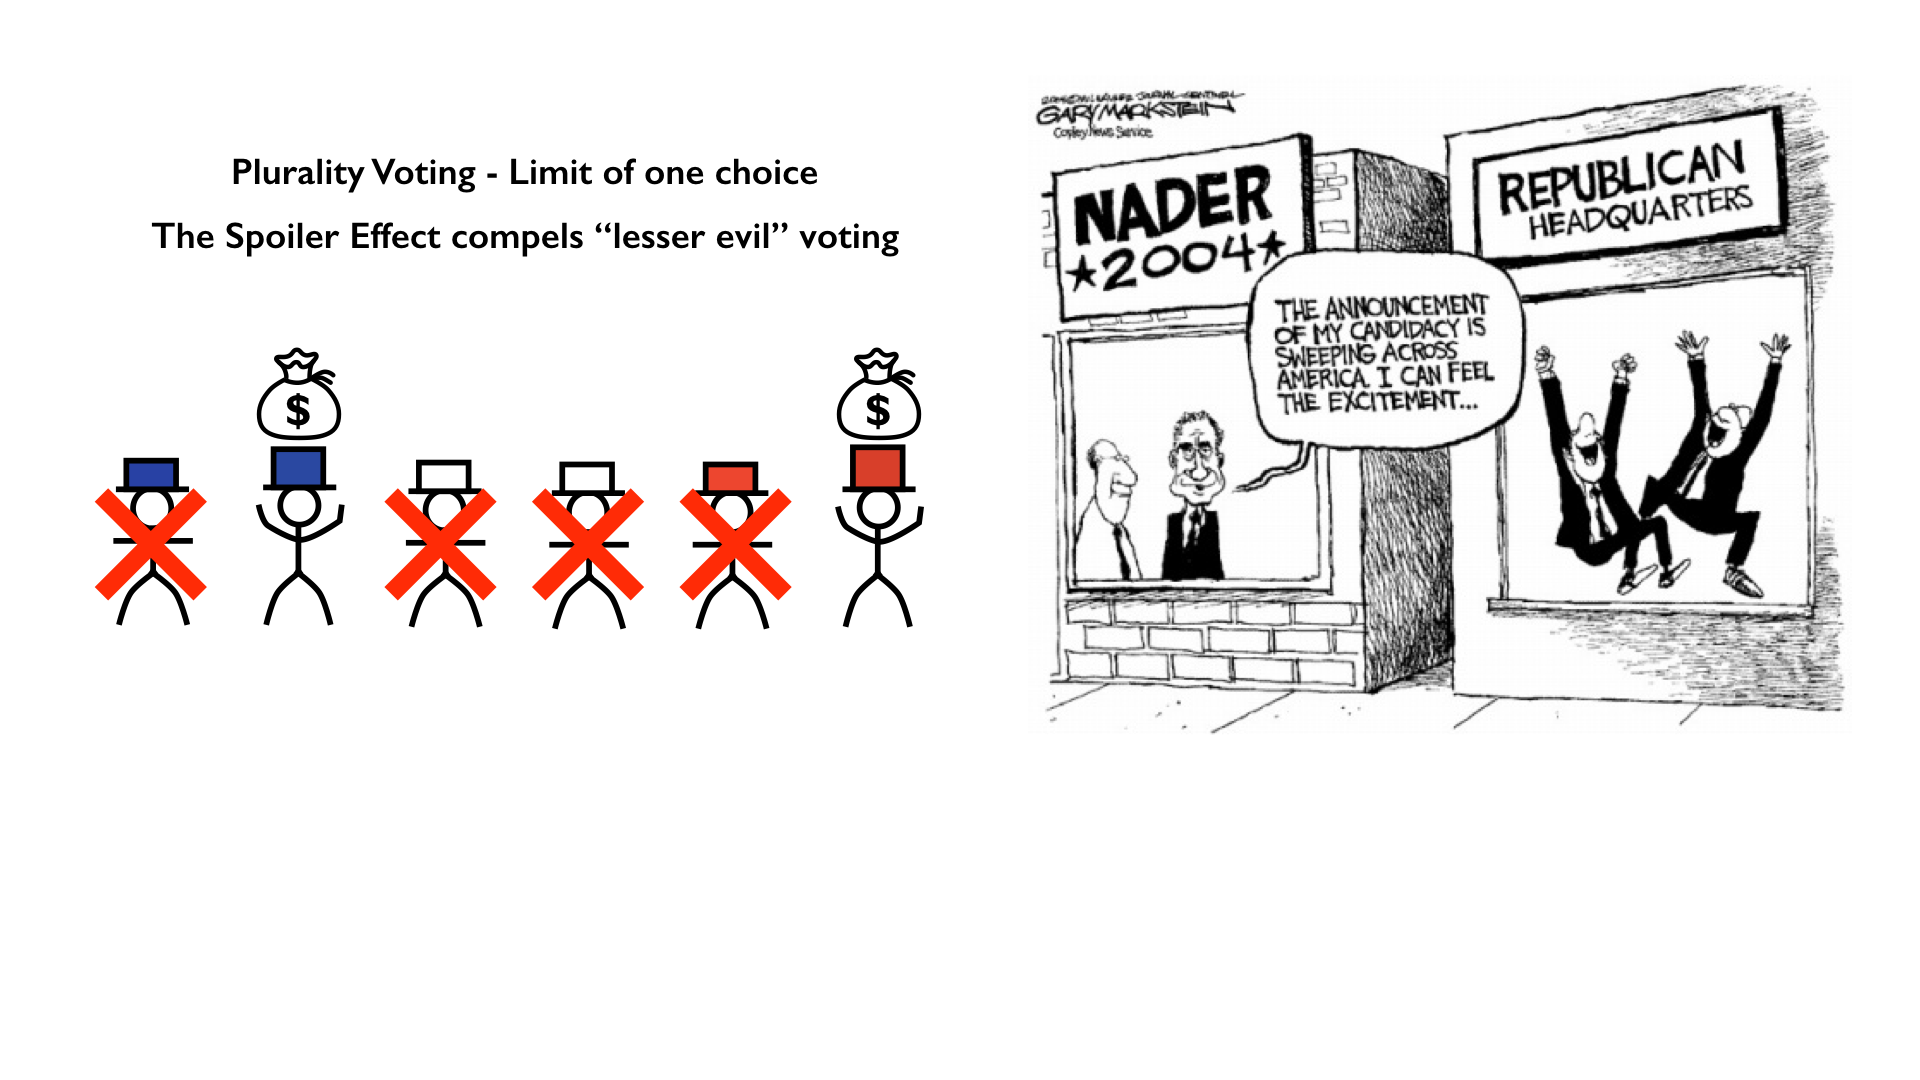 Plurality Voting - Limit of one choice
The Spoiler Effect compels “lesser evil” voting
$
$
GARY MARKSTEIN
Copley News Service
NADER
★2004★
REPUBLICAN
HEADQUARTERS
THE ANNOUNCEMENT
OF MY CANDIDACY IS
SWEEPING ACROSS
AMERICA. I CAN FEEL
THE EXCITEMENT...